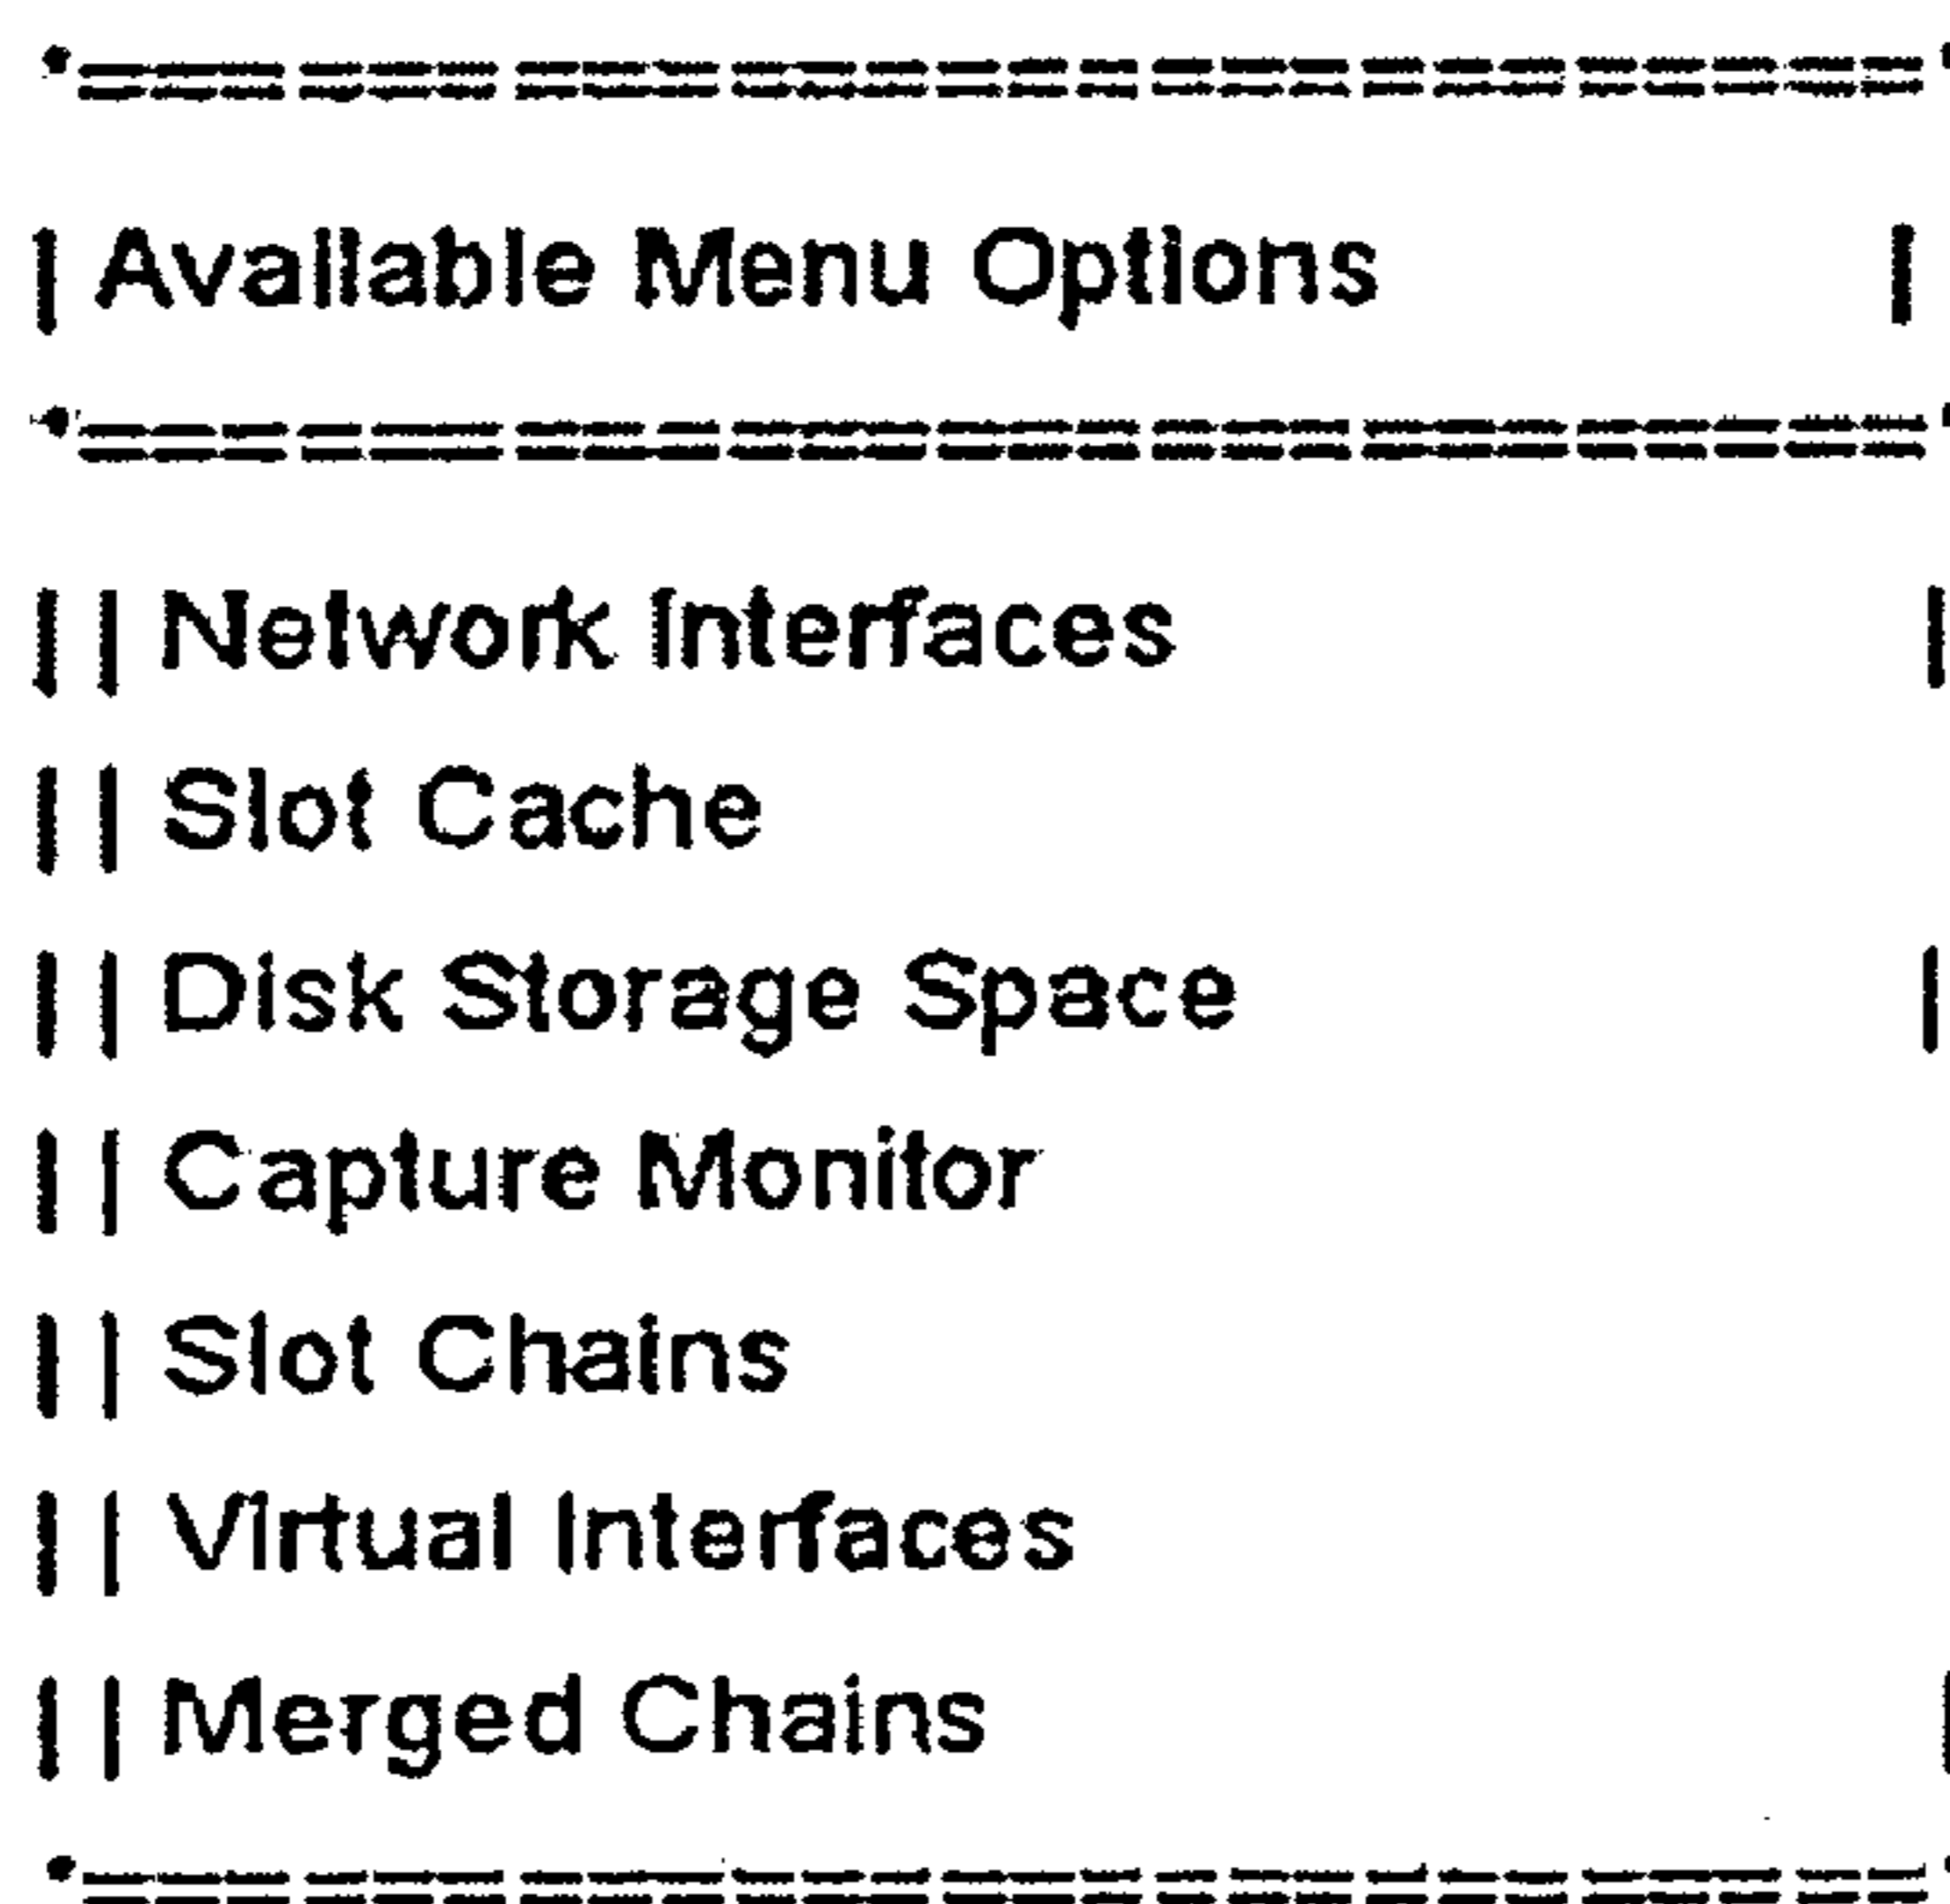 *==========================*
| Available Menu Options |
*==========================*
| | Network Interfaces |
| | Slot Cache
| | Disk Storage Space |
| | Capture Monitor
| | Slot Chains
| | Virtual Interfaces
| | Merged Chains |
*==========================*